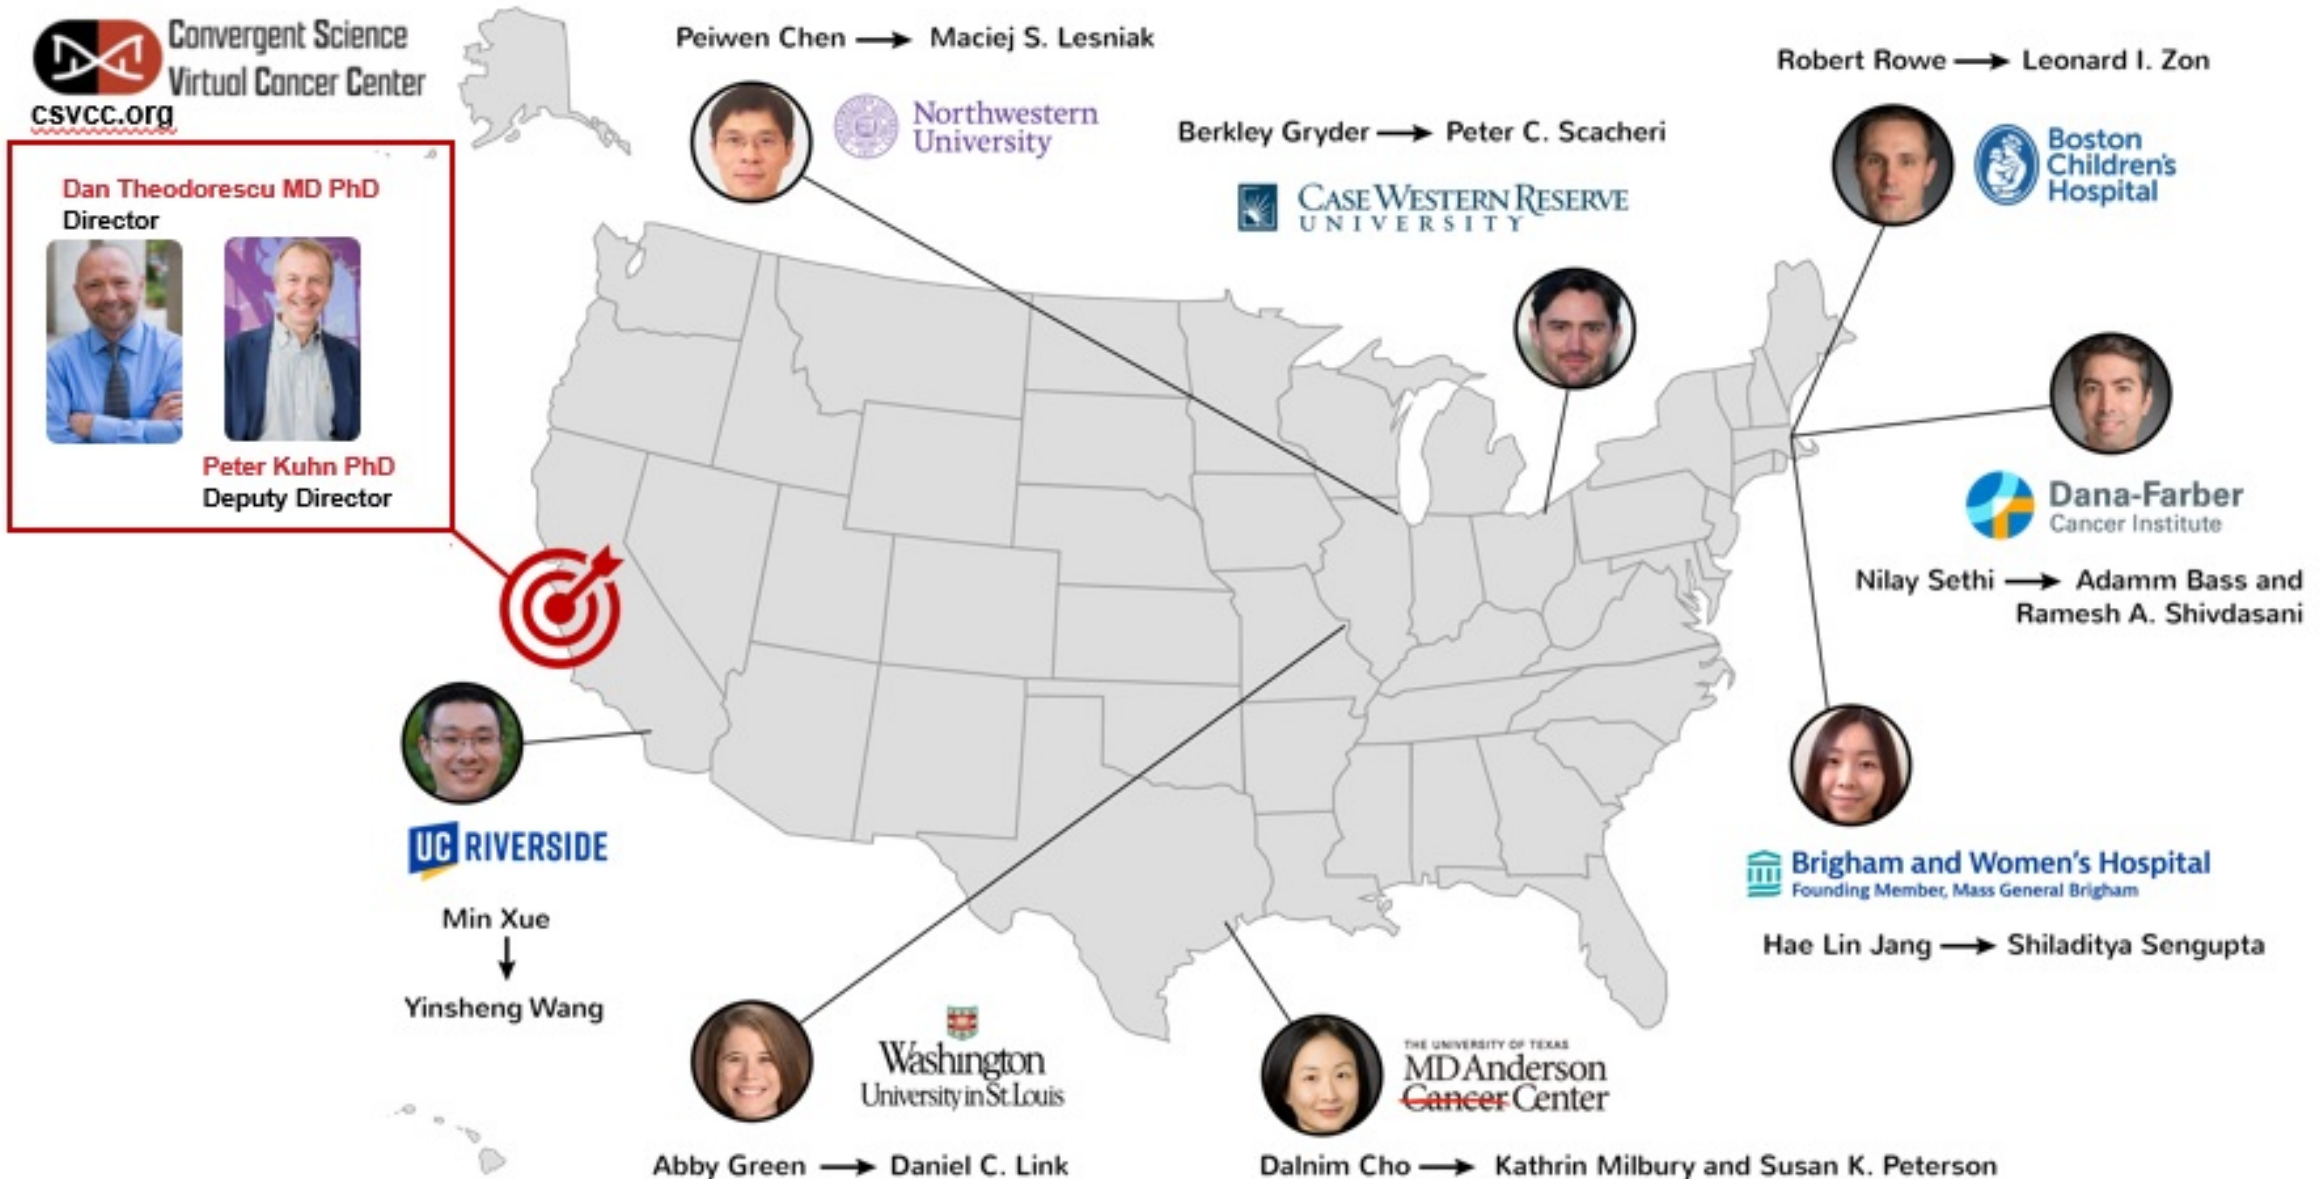 Convergent Science
Virtual Cancer Center
csvcc.org
Dan Theodorescu MD PhD
Director
Peter Kuhn PhD
Deputy Director
Peiwen Chen → Maciej S. Lesniak
Northwestern
University
Berkley Gryder → Peter C. Scacheri
CASE WESTERN RESERVE
UNIVERSITY
Robert Rowe → Leonard I. Zon
Boston
Children's
Hospital
Dana-Farber
Cancer Institute
Nilay Sethi → Adamm Bass and
Ramesh A. Shivdasani
Brigham and Women's Hospital
Founding Member, Mass General Brigham
Hae Lin Jang → Shiladitya Sengupta
UC RIVERSIDE
Min Xue
↓
Yinsheng Wang
Washington
University in St. Louis
Abby Green → Daniel C. Link
THE UNIVERSITY OF TEXAS
MD Anderson
Cancer Center
Dalnim Cho → Kathrin Milbury and Susan K. Peterson